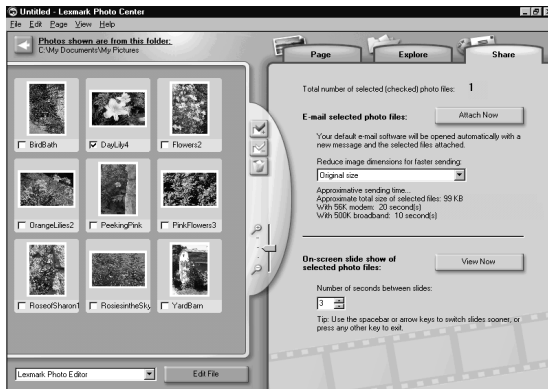 Untitled - Lexmark Photo Center
File Edit Page View Help
Photos shown are from this folder:
C:\My Documents\My Pictures
BirdBath
DayLily4
Flowers2
OrangeLilies2
PeekingPink
PinkFlowers3
RoseofSharon1
RosiesintheSky
YardBarn
Lexmark Photo Editor
Edit File
Page
Explore
Share
Total number of selected (checked) photo files: 1
E-mail selected photo files:
Attach Now
Your default e-mail software will be opened automatically with a
new message and the selected files attached.
Reduce image dimensions for faster sending:
Original size
Approximative sending time...
Approximate total size of selected files: 99 KB
With 56K modem: 20 second(s)
With 500K broadband: 10 second(s)
On-screen slide show of
selected photo files:
View Now
Number of seconds between slides:
3
Tip: Use the spacebar or arrow keys to switch slides sooner, or
press any other key to exit.